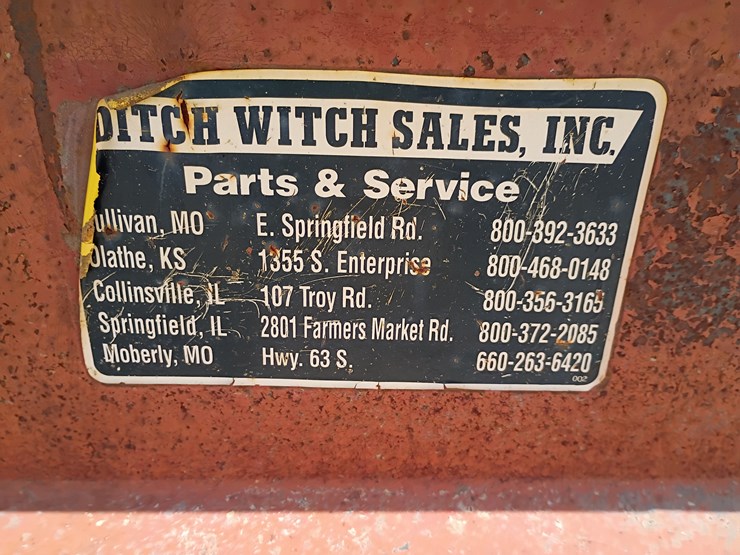 DITCH WITCH SALES, INC.
Parts & Service
ullivan, MO E. Springfield Rd. 800-392-3633
Olathe, KS 1355 S. Enterprise 800-468-0148
Collinsville, IL 107 Troy Rd. 800-356-3165
Springfield, IL 2801 Farmers Market Rd. 800-372-2085
Moberly, MO Hwy. 63 S. 660-263-6420
002